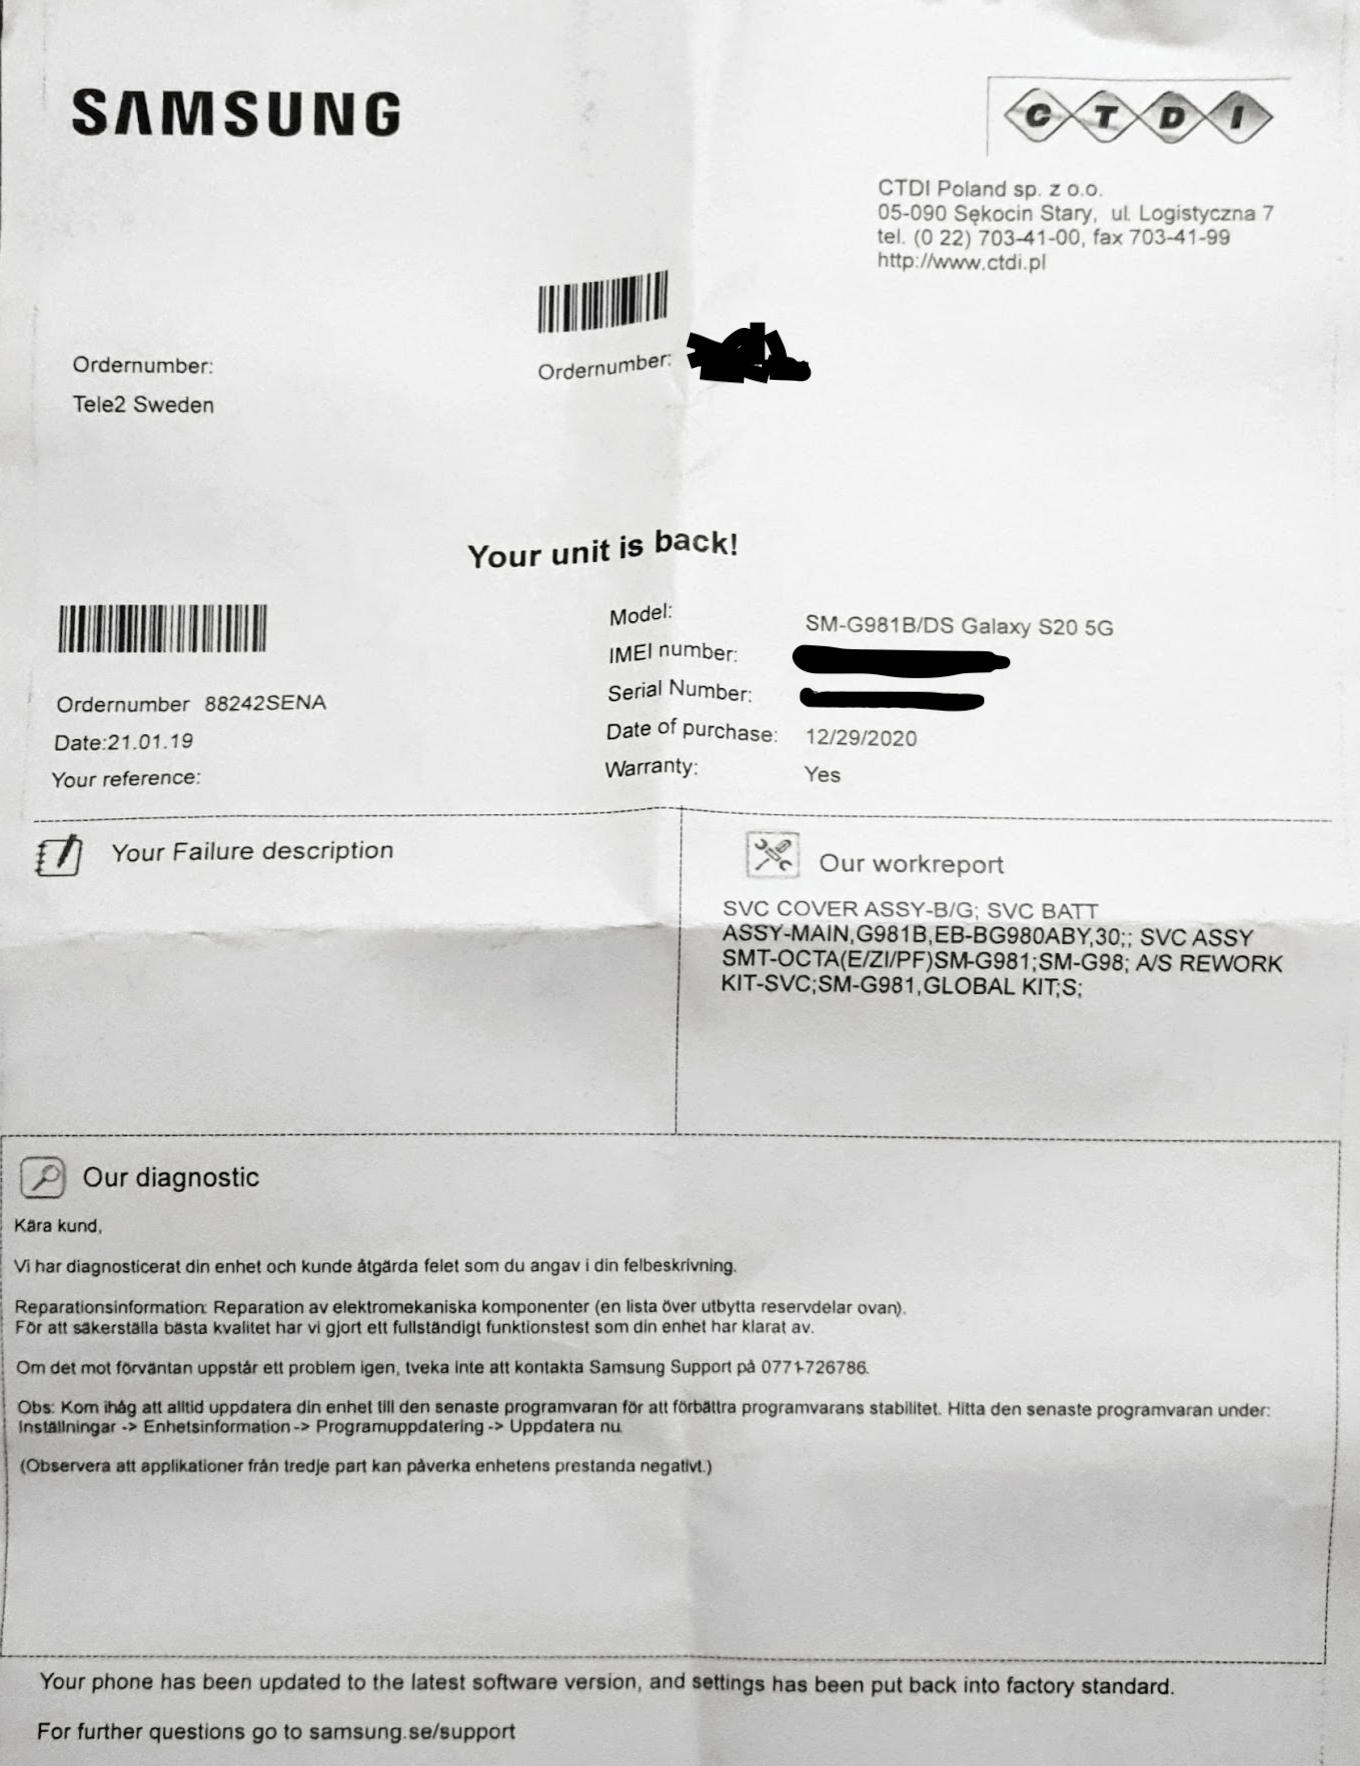 SAMSUNG
C T D I
CTDI Poland sp. z o.o.
05-090 Sękocin Stary, ul. Logistyczna 7
tel. (0 22) 703-41-00, fax 703-41-99
http://www.ctdi.pl
Ordernumber:
Ordernumber:
Tele2 Sweden
Your unit is back!
Model: SM-G981B/DS Galaxy S20 5G
IMEI number:
Serial Number:
Ordernumber 88242SENA
Date of purchase: 12/29/2020
Date:21.01.19
Warranty: Yes
Your reference:
Your Failure description
Our workreport
SVC COVER ASSY-B/G; SVC BATT
ASSY-MAIN,G981B,EB-BG980ABY,30;; SVC ASSY
SMT-OCTA(E/ZI/PF)SM-G981;SM-G98; A/S REWORK
KIT-SVC;SM-G981,GLOBAL KIT;S;
Our diagnostic
Kära kund,
Vi har diagnosticerat din enhet och kunde åtgärda felet som du angav i din felbeskrivning.
Reparationsinformation: Reparation av elektromekaniska komponenter (en lista över utbytta reservdelar ovan).
För att säkerställa bästa kvalitet har vi gjort ett fullständigt funktionstest som din enhet har klarat av.
Om det mot förväntan uppstår ett problem igen, tveka inte att kontakta Samsung Support på 0771-726786.
Obs: Kom ihåg att alltid uppdatera din enhet till den senaste programvaran för att förbättra programvarans stabilitet. Hitta den senaste programvaran under:
Inställningar -> Enhetsinformation -> Programuppdatering -> Uppdatera nu.
(Observera att applikationer från tredje part kan påverka enhetens prestanda negativt.)
Your phone has been updated to the latest software version, and settings has been put back into factory standard.
For further questions go to samsung.se/support